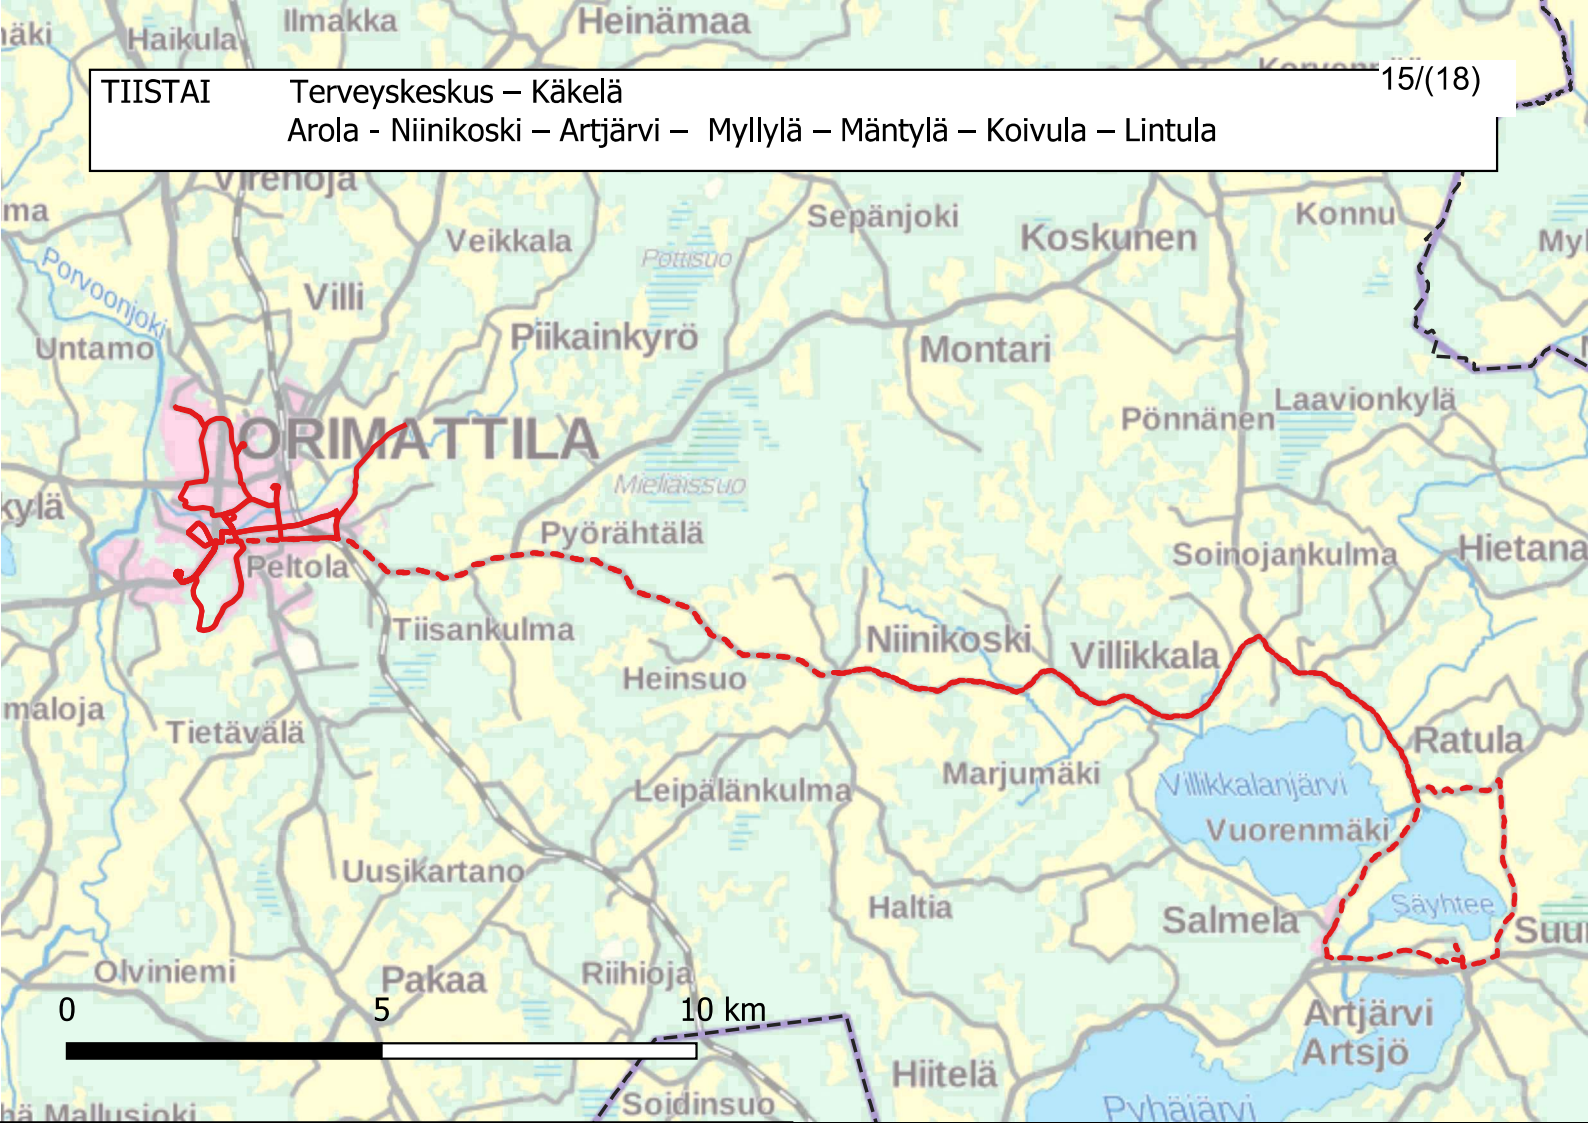 Ilmakka
Heinämaa
Haikula
TIISTAI Terveyskeskus – Käkelä 15/(18)
Arola - Niinikoski – Artjärvi – Myllylä – Mäntylä – Koivula – Lintula
Virenoja
Sepänjoki
Konnu
Veikkala
Koskunen
Pottisuo
Porvoonjoki
Villi
Piikainkyrö
Untamo
Montari
Laavionkylä
Pönnänen
ORIMATTILA
Mieliäissuo
Pyörähtälä
Soinojankulma
Hietana
Peltola
Tiisankulma
Niinikoski
Villikkala
Heinsuo
Tietävälä
Ratula
Marjumäki
Villikkalanjärvi
Leipälänkulma
Vuorenmäki
Uusikartano
Haltia
Säyhtee
Salmela
Olviniemi
Pakaa
Riihioja
0 5 10 km
Artjärvi
Artsjö
Hiitelä
Soidinsuo
Pyhäjärvi